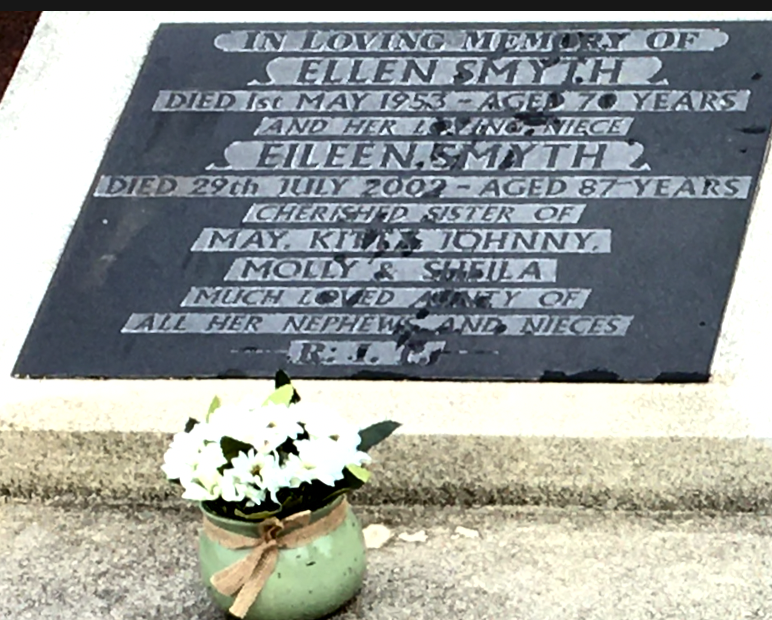 IN LOVING MEMORY OF
ELLEN SMYTH
DIED 1st MAY 1953 - AGED 70 YEARS
AND HER LOVING NIECE
EILEEN SMYTH
DIED 29th JULY 2002 - AGED 87 YEARS
CHERISHED SISTER OF
MAY, JOHNNY,
MOLLY & SHEILA
MUCH LOVED AUNTY OF
ALL HER NEPHEWS AND NIECES
R. I. P.